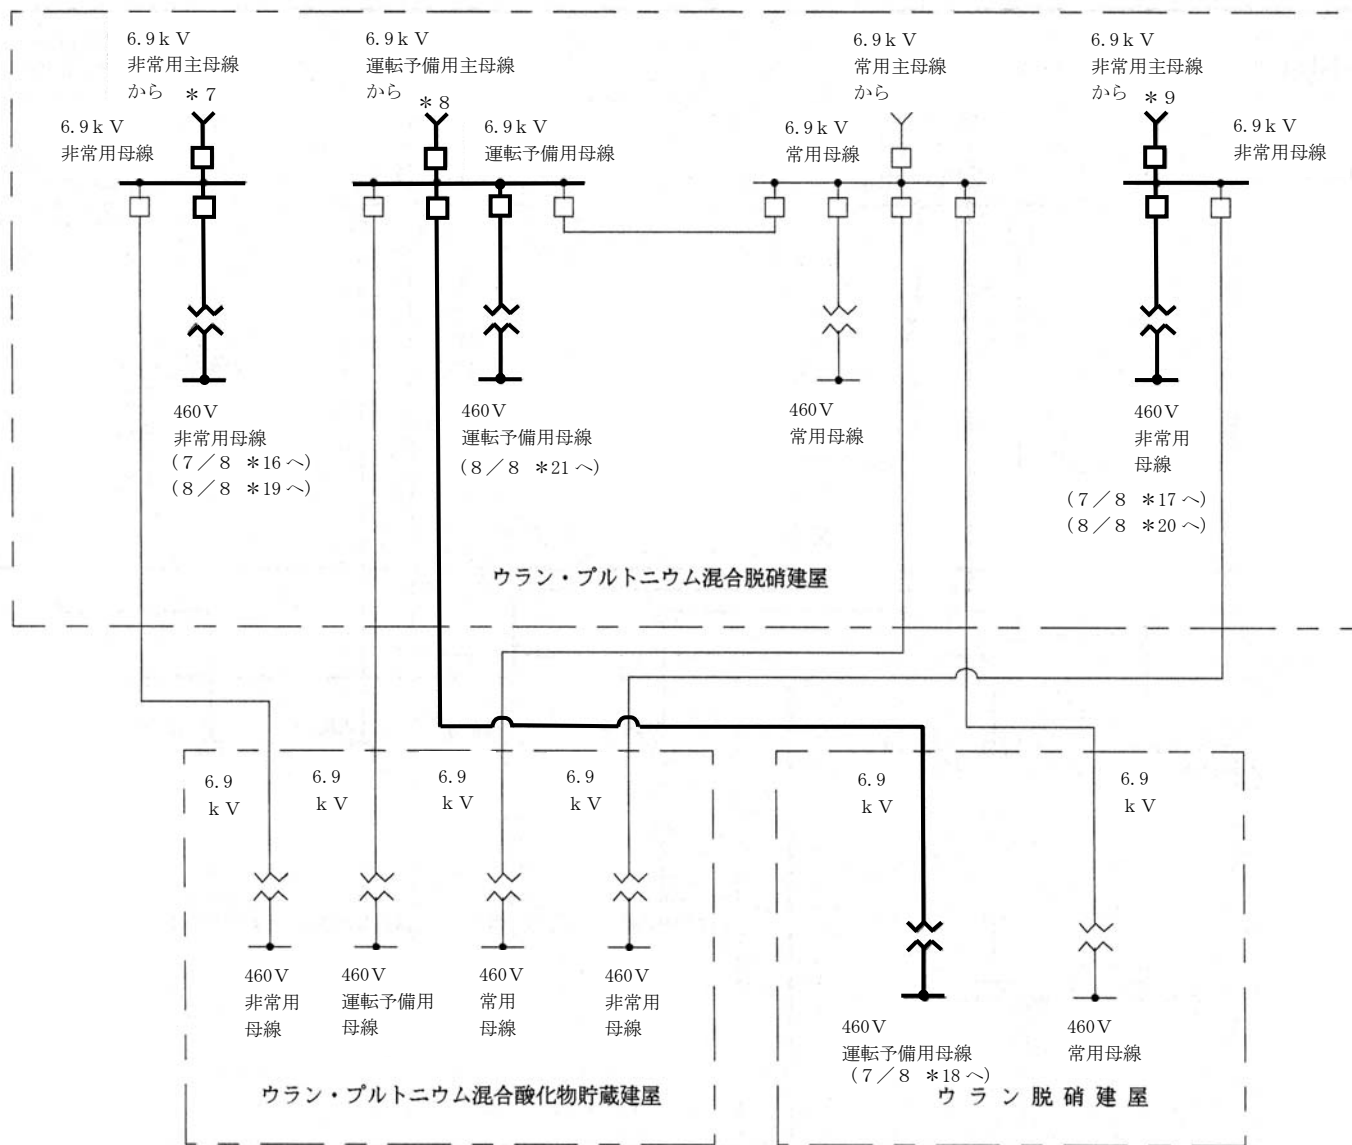 6.9kV
非常用主母線
から ＊7
6.9kV
非常用母線
6.9kV
運転予備用主母線
から ＊8
6.9kV
運転予備用母線
6.9kV
常用主母線
から
6.9kV
常用母線
6.9kV
非常用主母線
から ＊9
6.9kV
非常用母線
460V
非常用母線
(7／8 ＊16へ)
(8／8 ＊19へ)
460V
運転予備用母線
(8／8 ＊21へ)
460V
常用母線
460V
非常用
母線
(7／8 ＊17へ)
(8／8 ＊20へ)
ウラン・プルトニウム混合脱硝建屋
6.9
kV
6.9
kV
6.9
kV
6.9
kV
6.9
kV
6.9
kV
460V
非常用
母線
460V
運転予備用
母線
460V
常用
母線
460V
非常用
母線
460V
運転予備用母線
(7／8 ＊18へ)
460V
常用母線
ウラン・プルトニウム混合酸化物貯蔵建屋
ウラン脱硝建屋